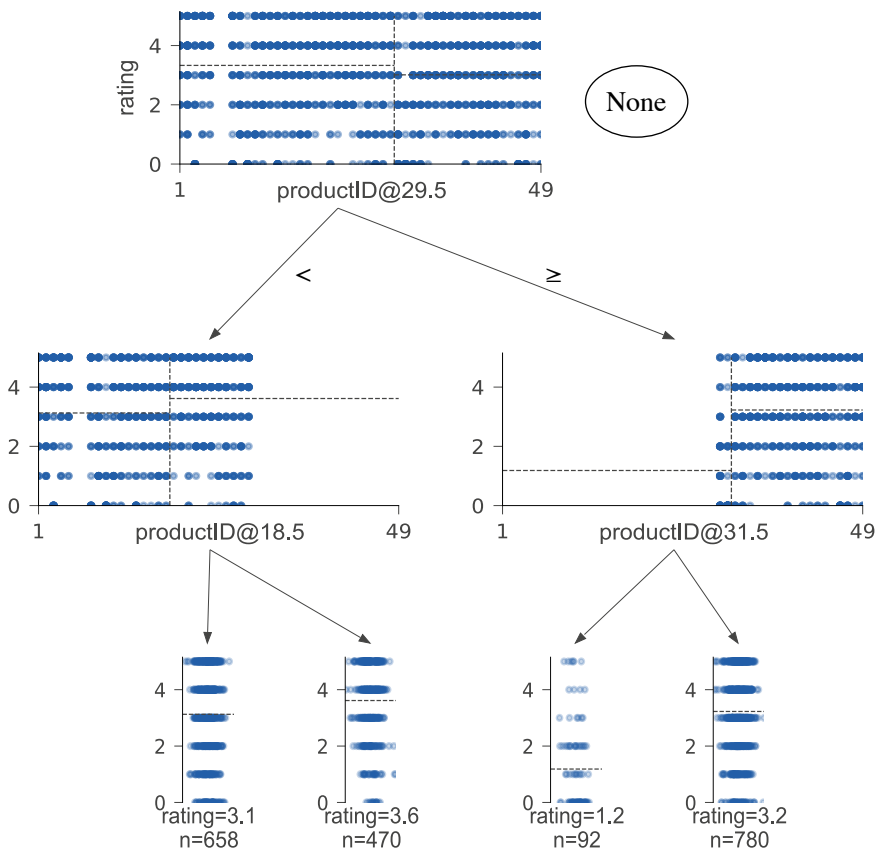 4
2
0
rating
None
1
49
productID@29.5
<
≥
4
2
0
1
49
productID@18.5
4
2
0
1
49
productID@31.5
4
2
0
rating=3.1
n=658
4
2
0
rating=3.6
n=470
4
2
0
rating=1.2
n=92
4
2
0
rating=3.2
n=780